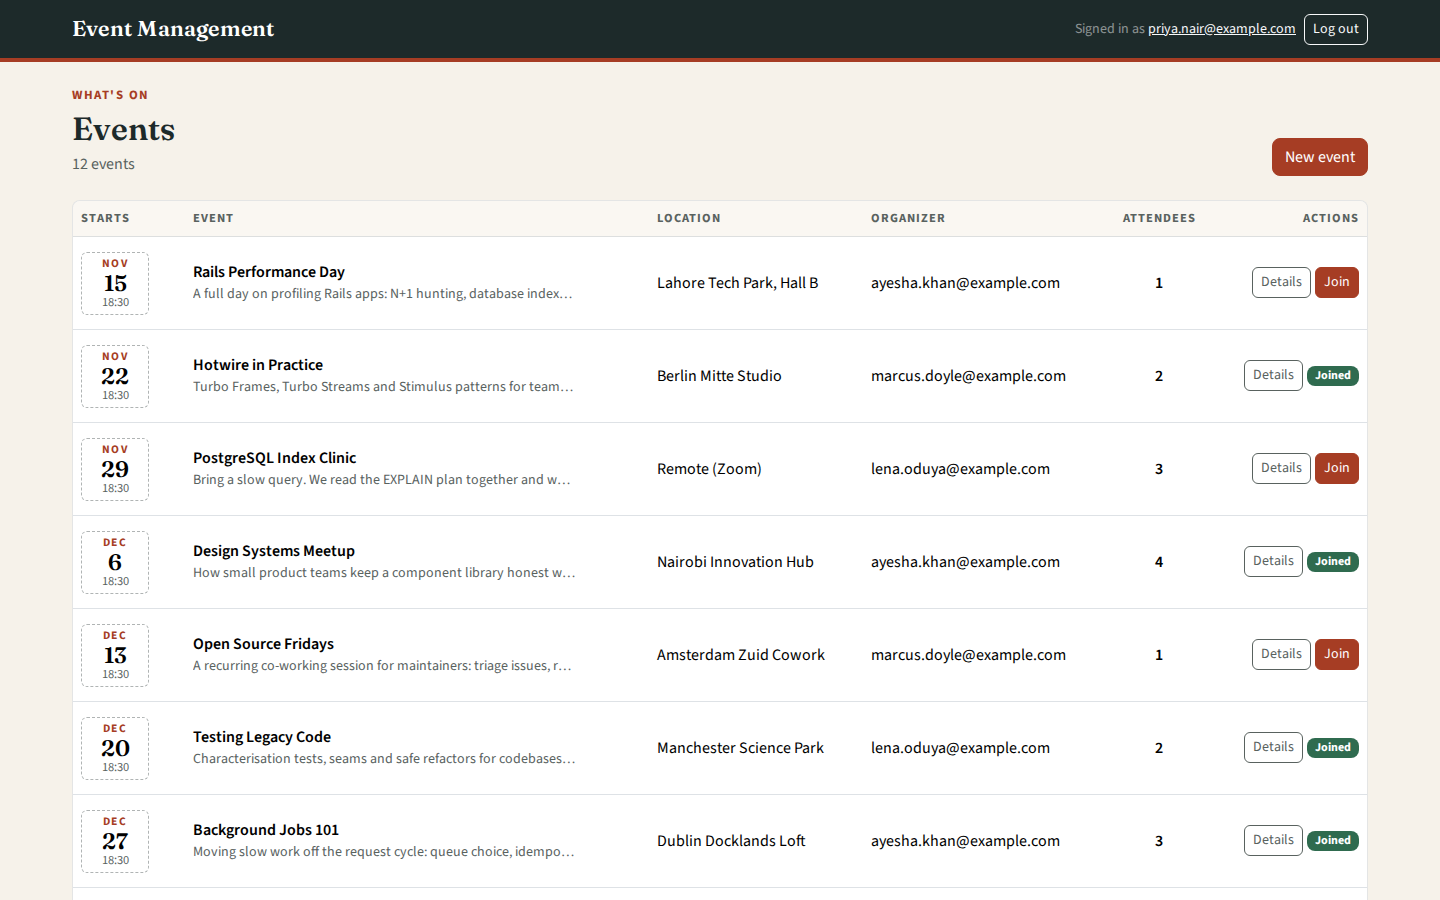 Event Management
Signed in as priya.nair@example.com Log out
WHAT'S ON
Events
12 events
New event
STARTS EVENT LOCATION ORGANIZER ATTENDEES ACTIONS
NOV
15
18:30
Rails Performance Day
A full day on profiling Rails apps: N+1 hunting, database index…
Lahore Tech Park, Hall B
ayesha.khan@example.com
1
Details Join
NOV
22
18:30
Hotwire in Practice
Turbo Frames, Turbo Streams and Stimulus patterns for team…
Berlin Mitte Studio
marcus.doyle@example.com
2
Details Joined
NOV
29
18:30
PostgreSQL Index Clinic
Bring a slow query. We read the EXPLAIN plan together and w…
Remote (Zoom)
lena.oduya@example.com
3
Details Join
DEC
6
18:30
Design Systems Meetup
How small product teams keep a component library honest w…
Nairobi Innovation Hub
ayesha.khan@example.com
4
Details Joined
DEC
13
18:30
Open Source Fridays
A recurring co-working session for maintainers: triage issues, r…
Amsterdam Zuid Cowork
marcus.doyle@example.com
1
Details Join
DEC
20
18:30
Testing Legacy Code
Characterisation tests, seams and safe refactors for codebases…
Manchester Science Park
lena.oduya@example.com
2
Details Joined
DEC
27
18:30
Background Jobs 101
Moving slow work off the request cycle: queue choice, idempo…
Dublin Docklands Loft
ayesha.khan@example.com
3
Details Joined